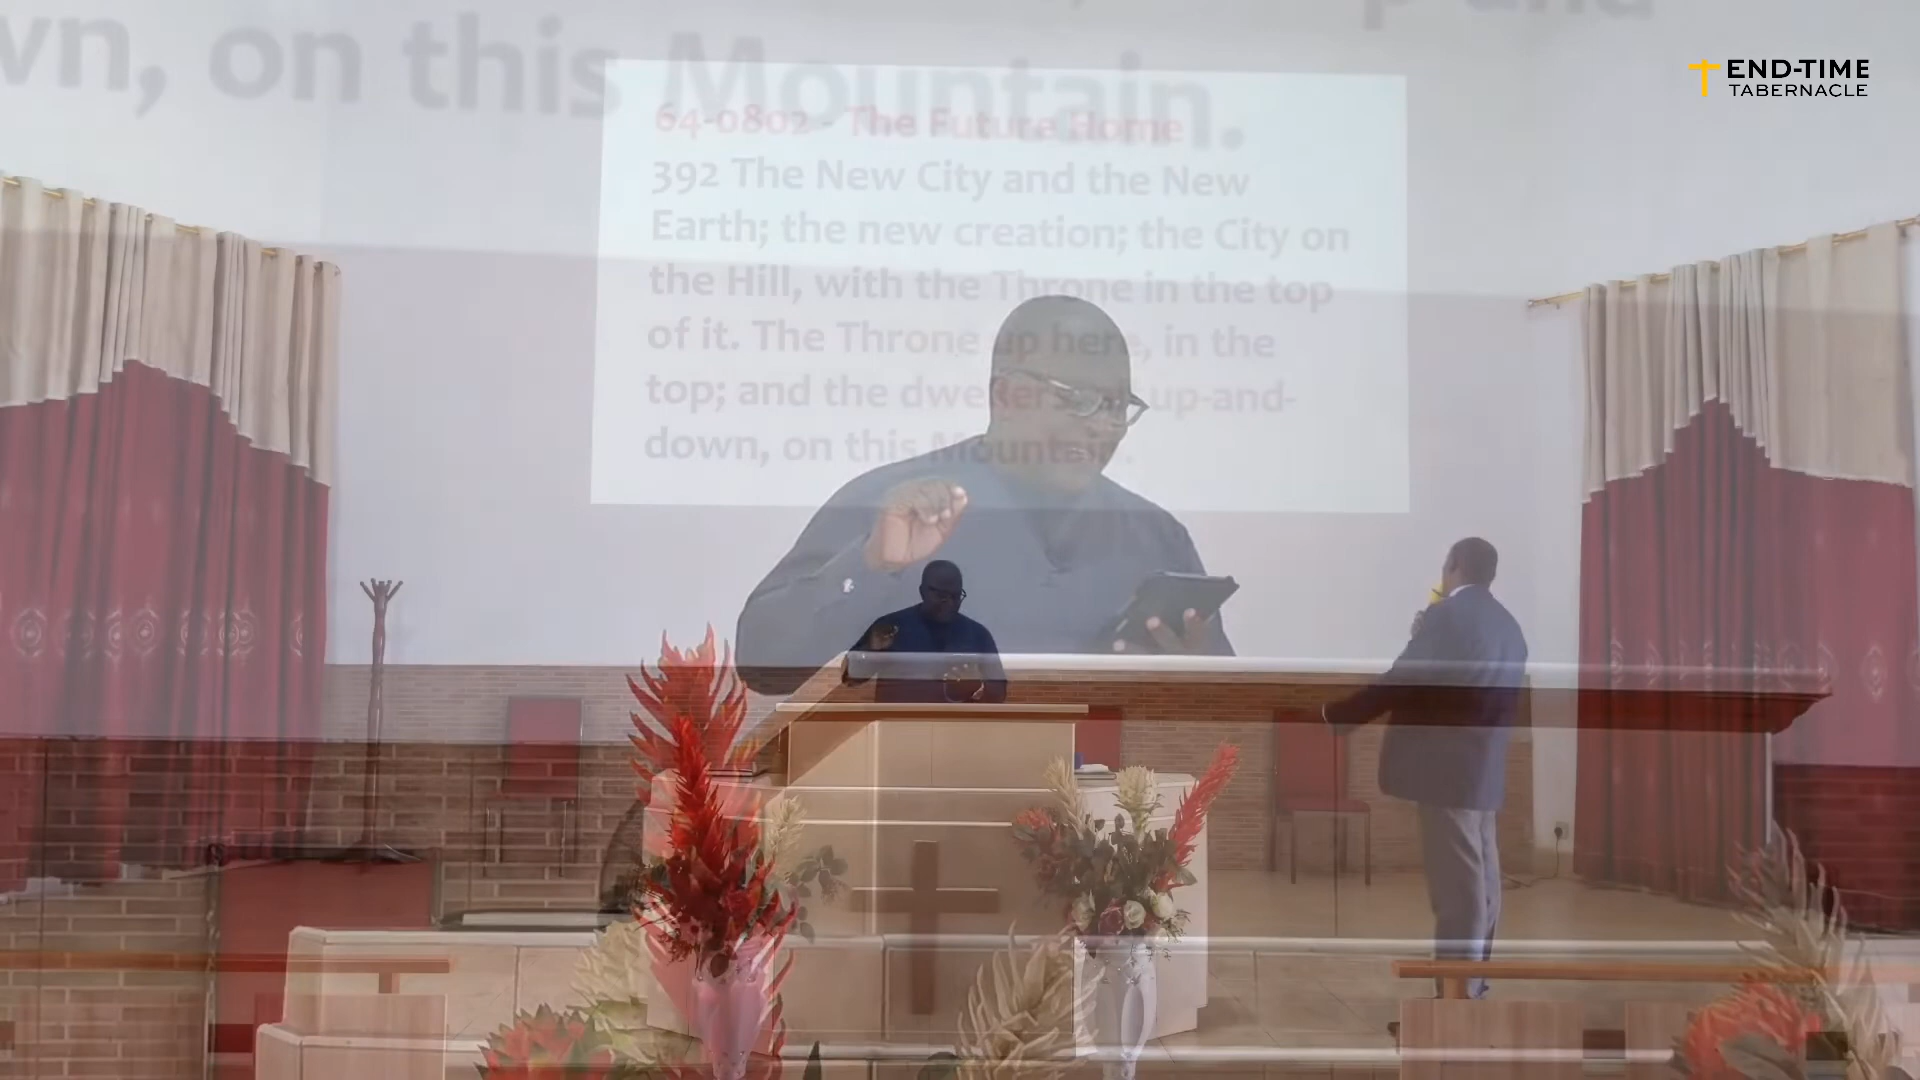 wn, on this Mountain.
END-TIME
TABERNACLE
64-0802 - The Future Home
392 The New City and the New
Earth; the new creation; the City on
the Hill, with the Throne in the top
of it. The Throne up here, in the
top; and the dwellers up-and-
down, on this Mountain.